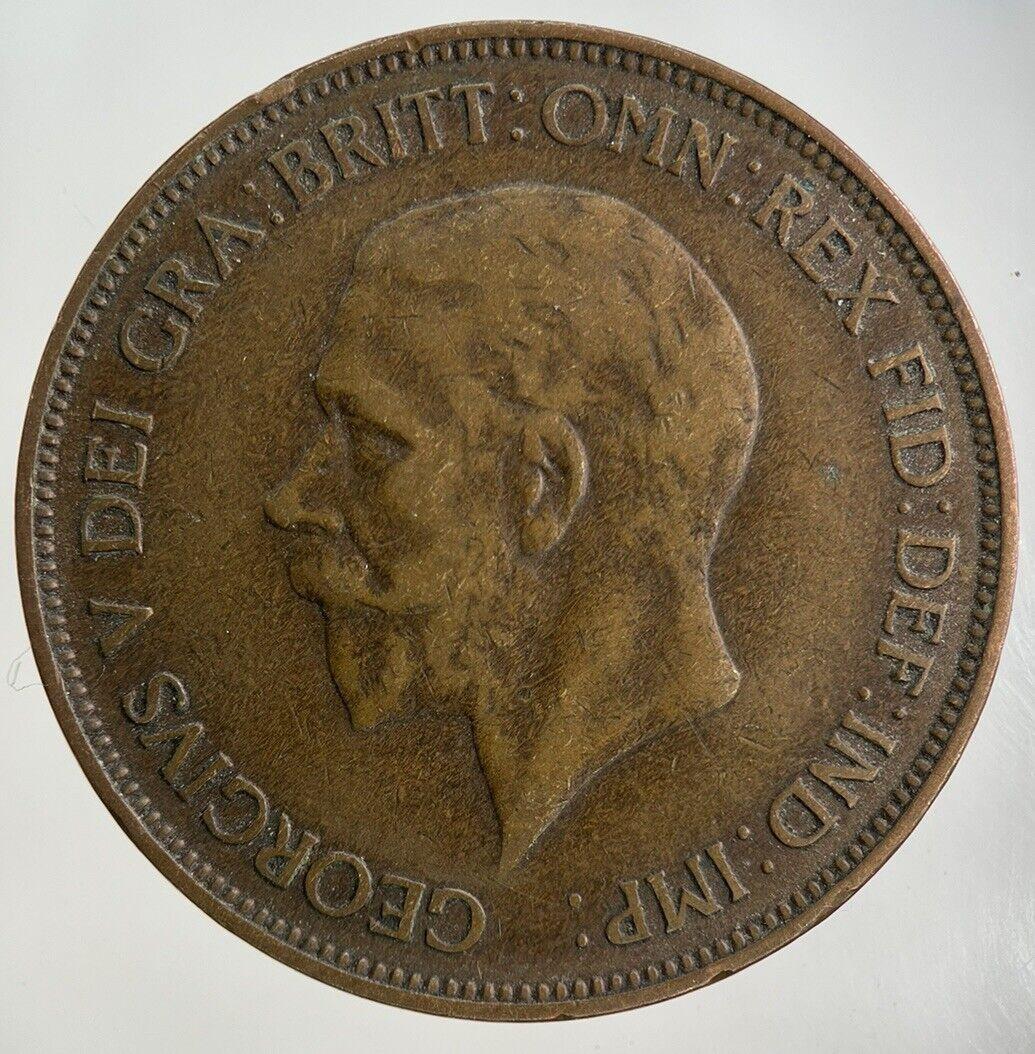 GEORGIVS V DEI GRA: BRITT: OMN: REX FID: DEF: IND: IMP: